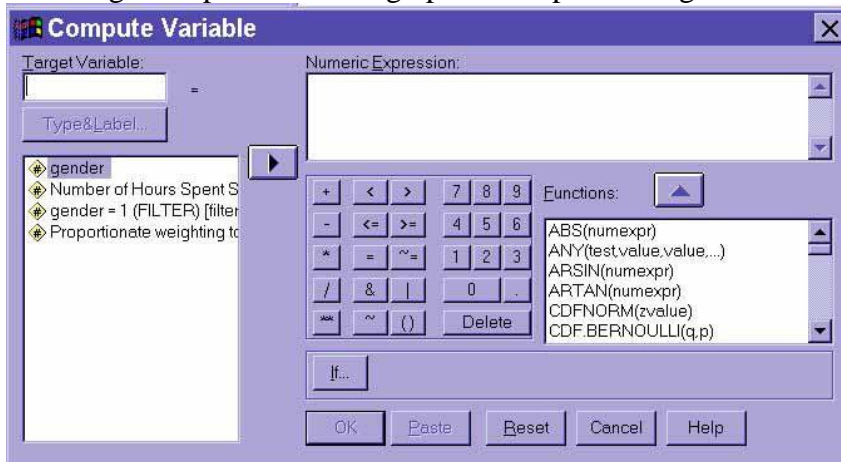 Compute Variable
Target Variable:
=
Type&Label...
gender
Number of Hours Spent S
gender = 1 (FILTER) [filter
Proportionate weighting to
Numeric Expression:
+ < > 7 8 9
- <= >= 4 5 6
* = ~= 1 2 3
/ & | 0 .
** ~ () Delete
Functions:
ABS(numexpr)
ANY(test,value,value,...)
ARSIN(numexpr)
ARTAN(numexpr)
CDFNORM(zvalue)
CDF.BERNOULLI(q,p)
If...
OK Paste Reset Cancel Help